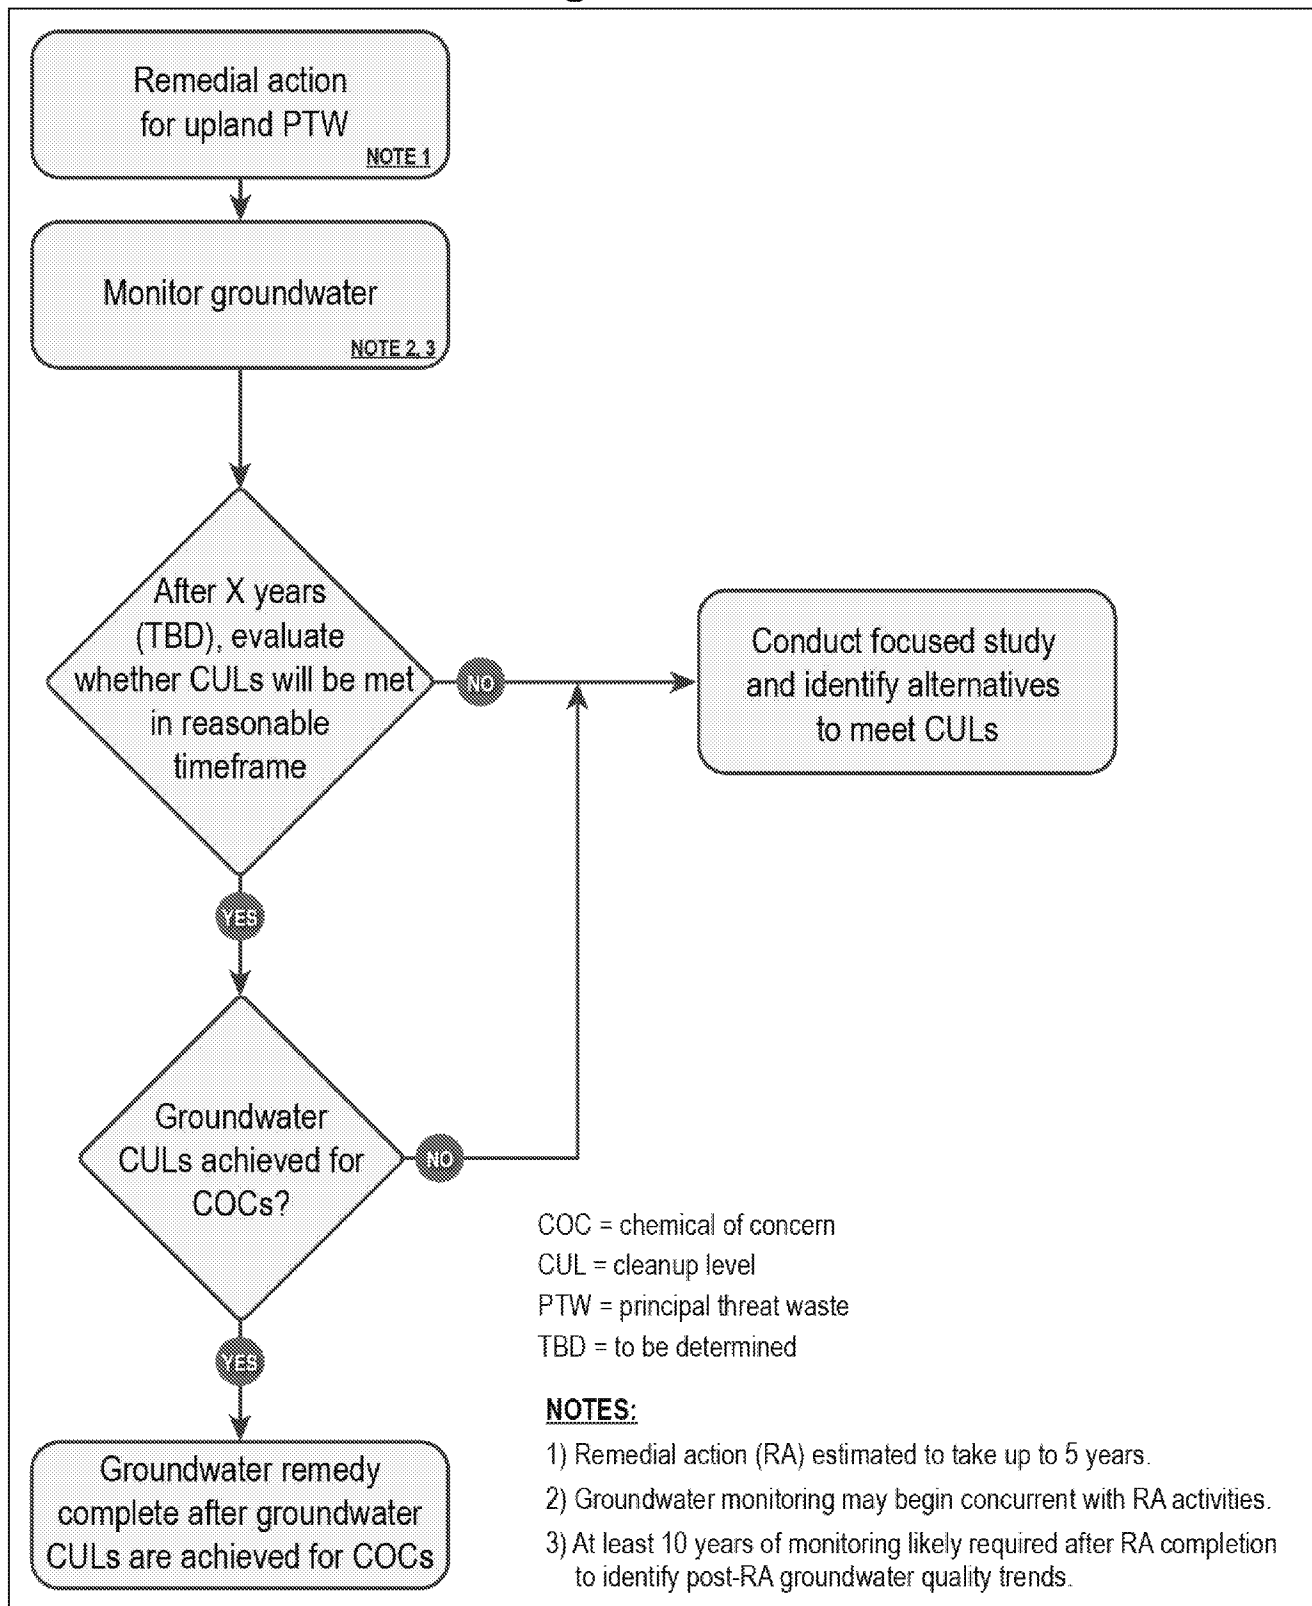 Remedial action
for upland PTW
NOTE 1
Monitor groundwater
NOTE 2, 3
After X years
(TBD), evaluate
whether CULs will be met
in reasonable
timeframe
NO
Conduct focused study
and identify alternatives
to meet CULs
YES
Groundwater
CULs achieved for
COCs?
NO
YES
Groundwater remedy
complete after groundwater
CULs are achieved for COCs
COC = chemical of concern
CUL = cleanup level
PTW = principal threat waste
TBD = to be determined
NOTES:
1) Remedial action (RA) estimated to take up to 5 years.
2) Groundwater monitoring may begin concurrent with RA activities.
3) At least 10 years of monitoring likely required after RA completion
to identify post-RA groundwater quality trends.